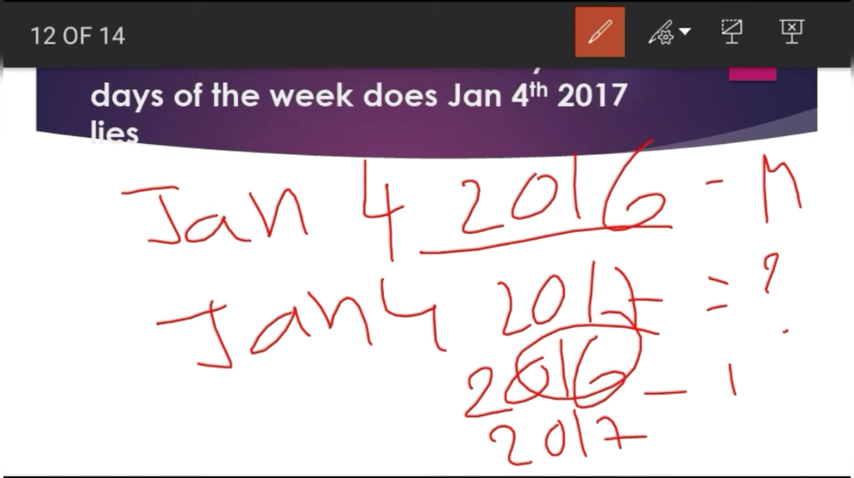 12 OF 14
days of the week does Jan 4th 2017
lies
Jan 4 2016 - M
Jan 4 2017 = ?
2016 - 1
2017